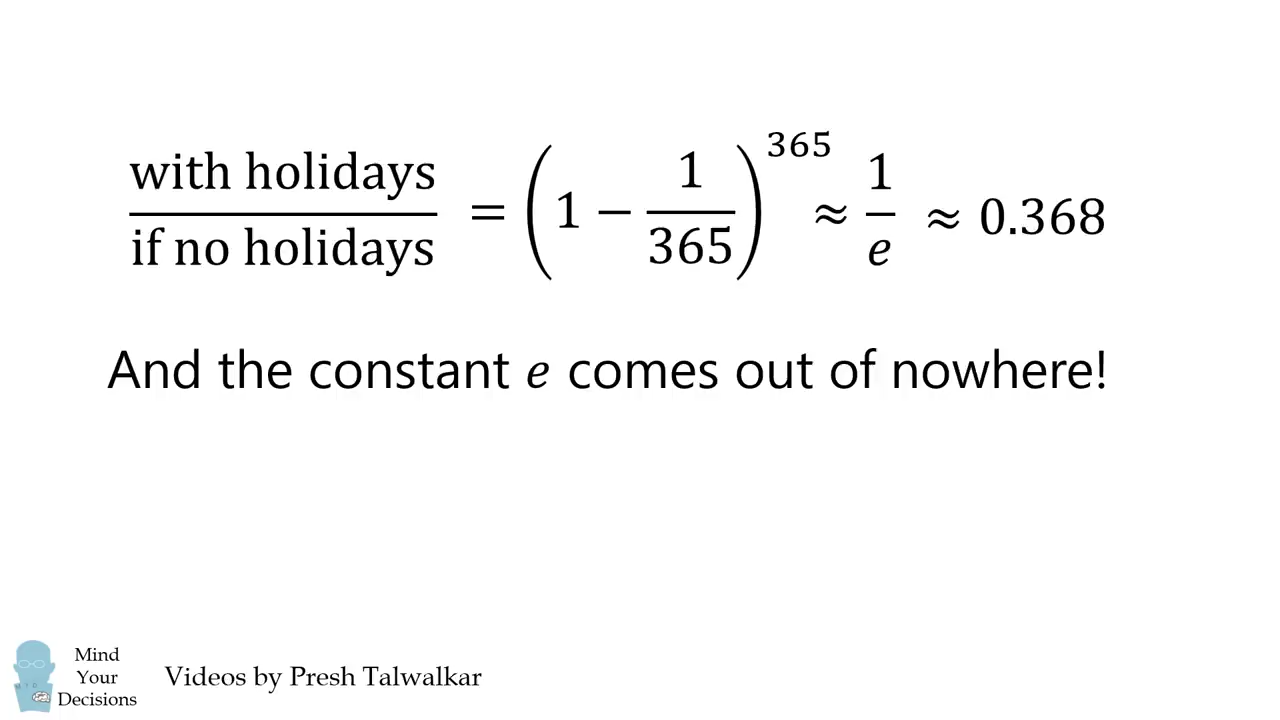 with holidays / if no holidays = (1 − 1/365)^365 ≈ 1/e ≈ 0.368
And the constant e comes out of nowhere!
Mind
Your
Decisions
Videos by Presh Talwalkar